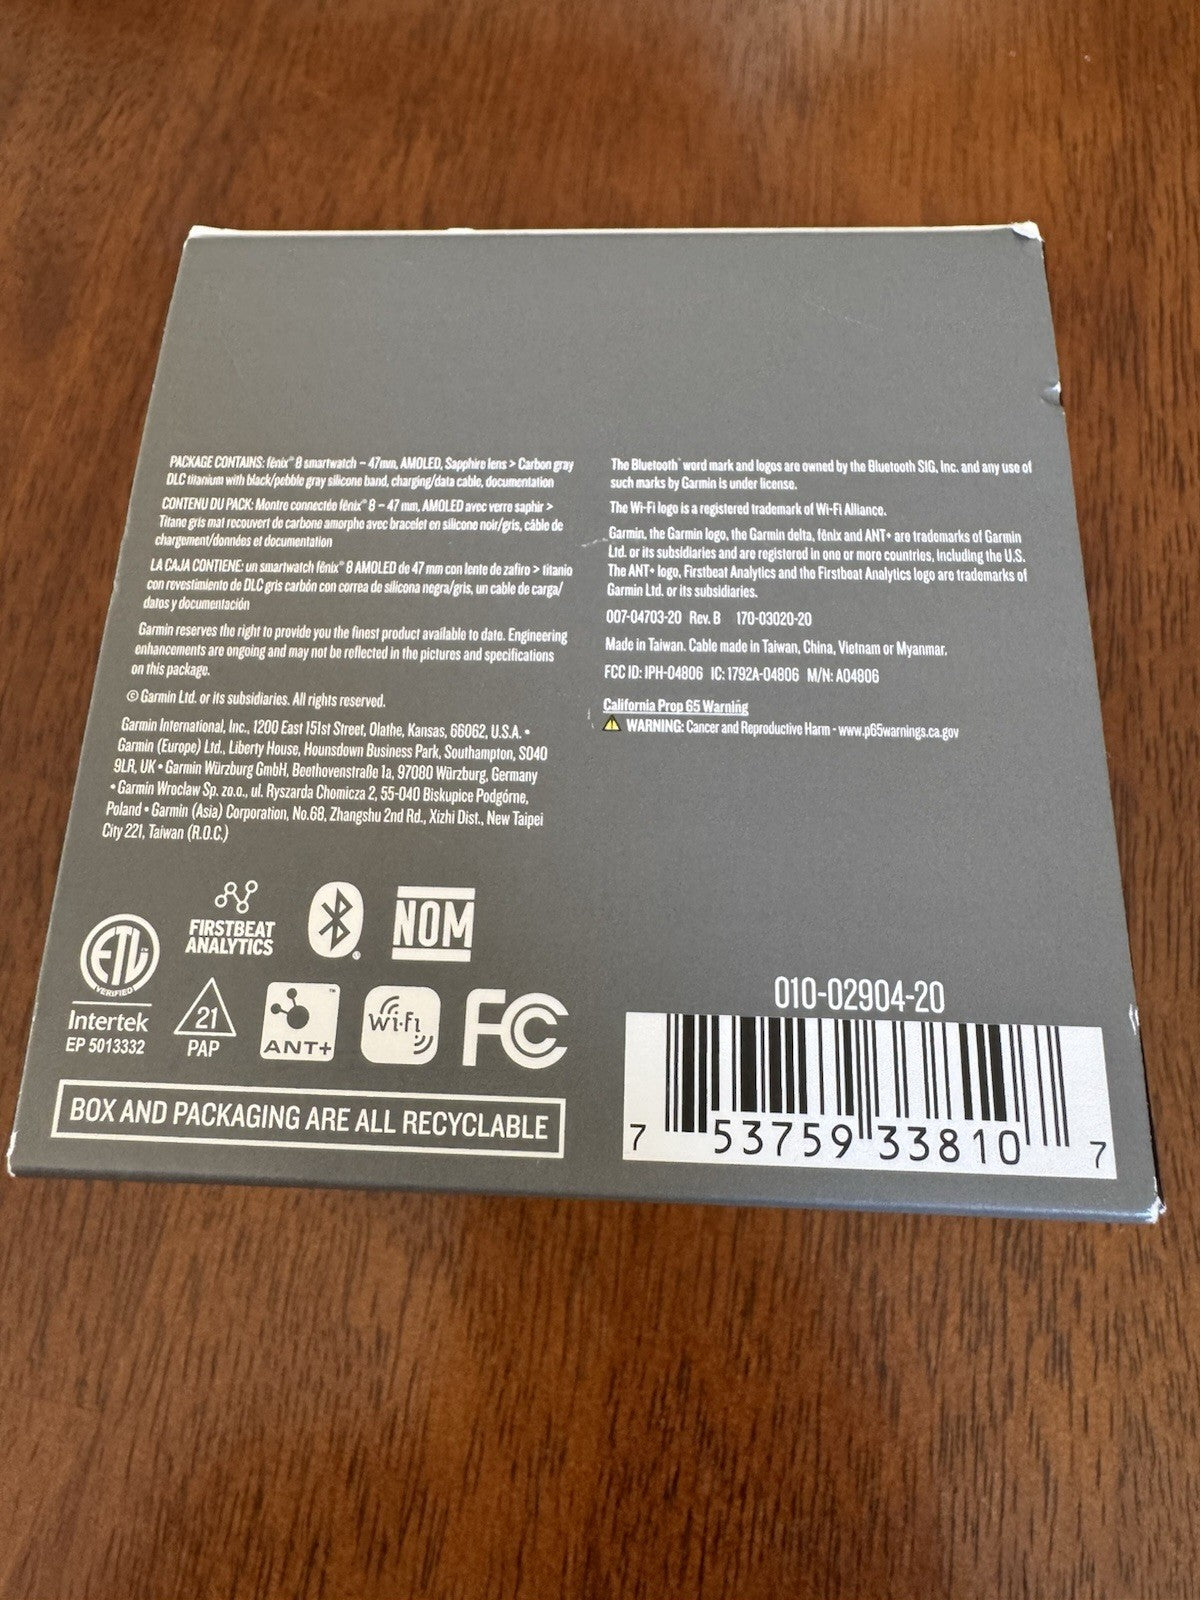 PACKAGE CONTAINS: fēnix® 8 smartwatch – 47mm, AMOLED, Sapphire lens > Carbon gray
DLC titanium with black/pebble gray silicone band, charging/data cable, documentation
CONTENU DU PACK: Montre connectée fēnix® 8 – 47 mm, AMOLED avec verre saphir >
Titane gris mat recouvert de carbone amorphe avec bracelet en silicone noir/gris, câble de
chargement/données et documentation
LA CAJA CONTIENE: un smartwatch fēnix® 8 AMOLED de 47 mm con lente de zafiro > titanio
con revestimiento de DLC gris carbón con correa de silicona negra/gris, un cable de carga/
datos y documentación
Garmin reserves the right to provide you the finest product available to date. Engineering
enhancements are ongoing and may not be reflected in the pictures and specifications
on this package.
© Garmin Ltd. or its subsidiaries. All rights reserved.
Garmin International, Inc., 1200 East 151st Street, Olathe, Kansas, 66062, U.S.A. •
Garmin (Europe) Ltd., Liberty House, Hounsdown Business Park, Southampton, SO40
9LR, UK • Garmin Würzburg GmbH, Beethovenstraße 1a, 97080 Würzburg, Germany
• Garmin Wroclaw Sp. zo.o., ul. Ryszarda Chomicza 2, 55-040 Biskupice Podgórne,
Poland • Garmin (Asia) Corporation, No.68, Zhangshu 2nd Rd., Xizhi Dist., New Taipei
City 221, Taiwan (R.O.C.)
The Bluetooth® word mark and logos are owned by the Bluetooth SIG, Inc. and any use of
such marks by Garmin is under license.
The Wi-Fi logo is a registered trademark of Wi-Fi Alliance.
Garmin, the Garmin logo, the Garmin delta, fēnix and ANT+ are trademarks of Garmin
Ltd. or its subsidiaries and are registered in one or more countries, including the U.S.
The ANT+ logo, Firstbeat Analytics and the Firstbeat Analytics logo are trademarks of
Garmin Ltd. or its subsidiaries.
007-04703-20 Rev. B 170-03020-20
Made in Taiwan. Cable made in Taiwan, China, Vietnam or Myanmar.
FCC ID: IPH-04806 IC: 1792A-04806 M/N: A04806
California Prop 65 Warning
WARNING: Cancer and Reproductive Harm - www.p65warnings.ca.gov
FIRSTBEAT
ANALYTICS
NOM
ETL
VERIFIED
Intertek
EP 5013332
21
PAP
ANT+
Wi-Fi
FC
BOX AND PACKAGING ARE ALL RECYCLABLE
010-02904-20
7 53759 33810 7